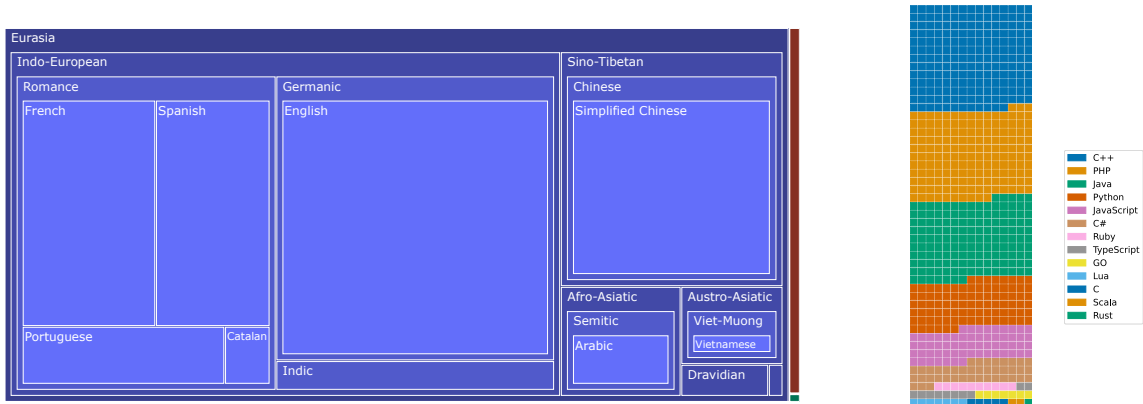 Eurasia
Indo-European
Sino-Tibetan
Romance
Germanic
Chinese
French
Spanish
English
Simplified Chinese
Afro-Asiatic
Austro-Asiatic
Semitic
Viet-Muong
Portuguese
Catalan
Arabic
Vietnamese
Indic
Dravidian
C++
PHP
Java
Python
JavaScript
C#
Ruby
TypeScript
GO
Lua
C
Scala
Rust